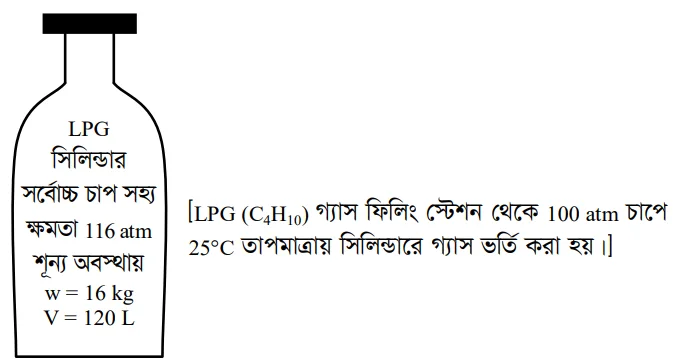 LPG
সিলিন্ডার
সর্বোচ্চ চাপ সহ্য
ক্ষমতা 116 atm
শূন্য অবস্থায়
w = 16 kg
V = 120 L
[LPG (C₄H₁₀) গ্যাস ফিলিং স্টেশন থেকে 100 atm চাপে
25°C তাপমাত্রায় সিলিন্ডারে গ্যাস ভর্তি করা হয়।]